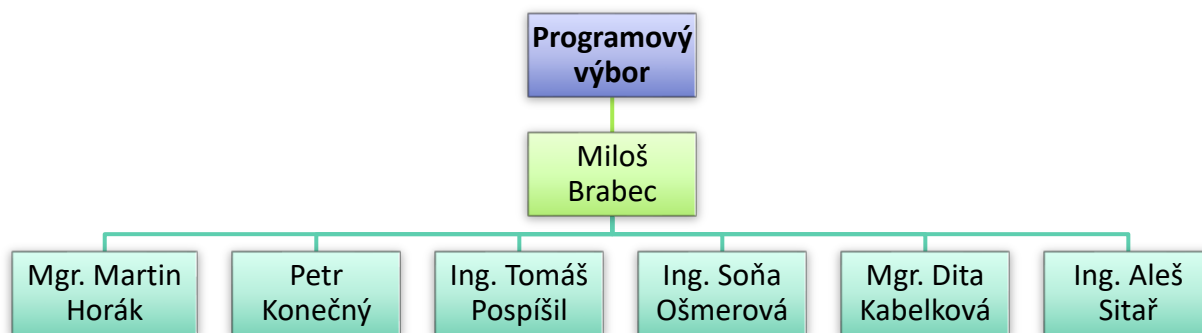 Programový
výbor
Miloš
Brabec
Mgr. Martin
Horák
Petr
Konečný
Ing. Tomáš
Pospíšil
Ing. Soňa
Ošmerová
Mgr. Dita
Kabelková
Ing. Aleš
Sitař